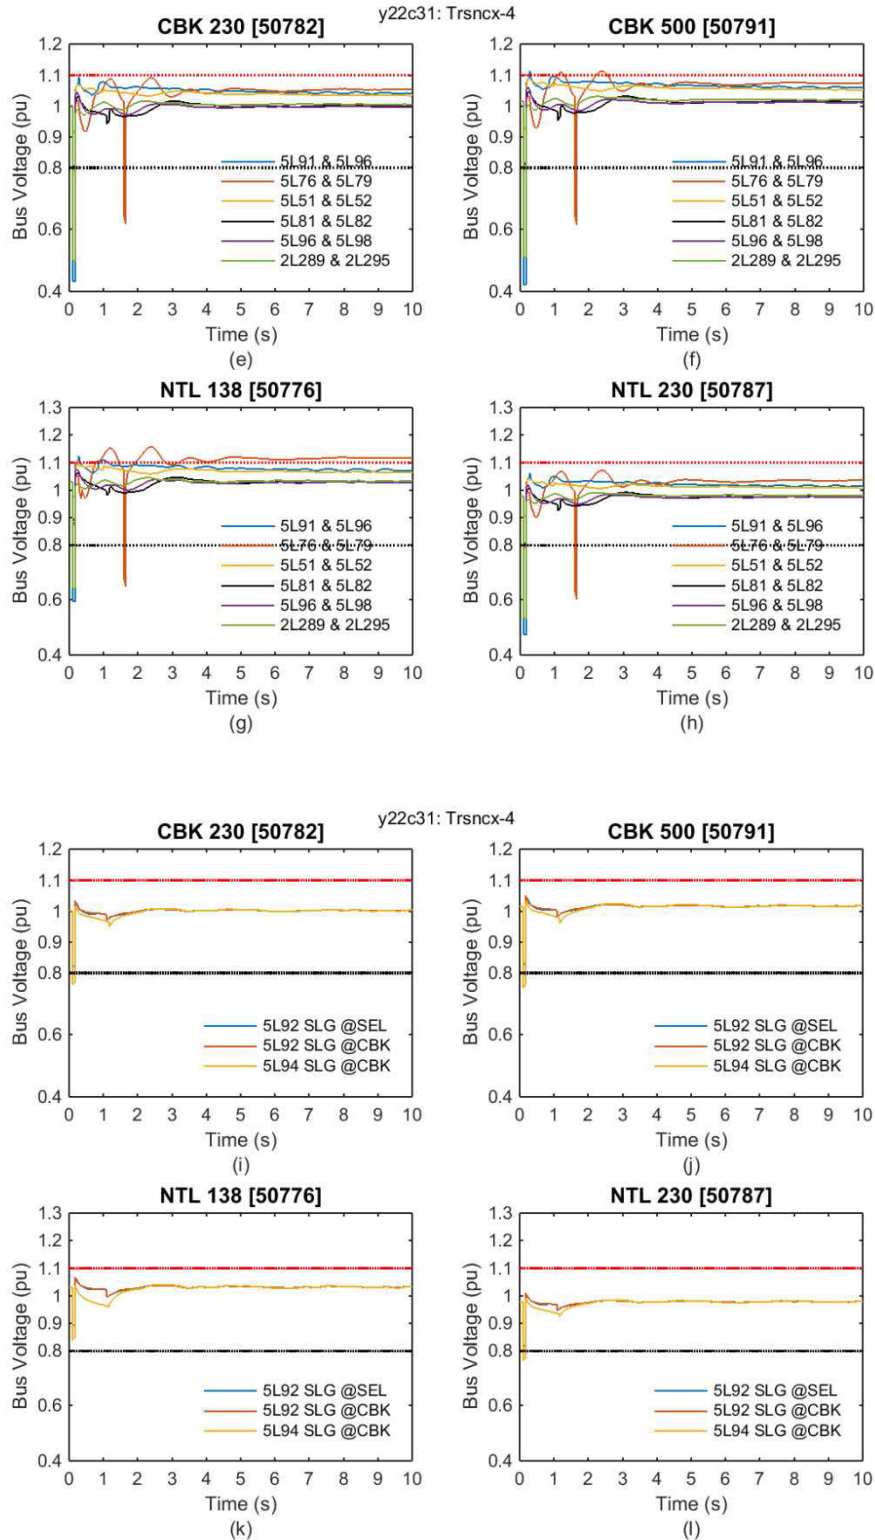 y22c31: Trsncx-4
CBK 230 [50782]
1.2
1.1
1
0.9
0.8
0.6
0.4
Bus Voltage (pu)
5L91 & 5L96
5L76 & 5L79
5L51 & 5L52
5L81 & 5L82
5L96 & 5L98
2L289 & 2L295
0 1 2 3 4 5 6 7 8 9 10
Time (s)
(e)
CBK 500 [50791]
1.2
1.1
1
0.9
0.8
0.6
0.4
Bus Voltage (pu)
5L91 & 5L96
5L76 & 5L79
5L51 & 5L52
5L81 & 5L82
5L96 & 5L98
2L289 & 2L295
0 1 2 3 4 5 6 7 8 9 10
Time (s)
(f)
NTL 138 [50776]
1.3
1.2
1.1
1
0.9
0.8
0.6
0.4
Bus Voltage (pu)
5L91 & 5L96
5L76 & 5L79
5L51 & 5L52
5L81 & 5L82
5L96 & 5L98
2L289 & 2L295
0 1 2 3 4 5 6 7 8 9 10
Time (s)
(g)
NTL 230 [50787]
1.3
1.2
1.1
1
0.9
0.8
0.6
0.4
Bus Voltage (pu)
5L91 & 5L96
5L76 & 5L79
5L51 & 5L52
5L81 & 5L82
5L96 & 5L98
2L289 & 2L295
0 1 2 3 4 5 6 7 8 9 10
Time (s)
(h)
y22c31: Trsncx-4
CBK 230 [50782]
1.2
1.1
1
0.9
0.8
0.6
0.4
Bus Voltage (pu)
5L92 SLG @SEL
5L92 SLG @CBK
5L94 SLG @CBK
0 1 2 3 4 5 6 7 8 9 10
Time (s)
(i)
CBK 500 [50791]
1.2
1.1
1
0.9
0.8
0.6
0.4
Bus Voltage (pu)
5L92 SLG @SEL
5L92 SLG @CBK
5L94 SLG @CBK
0 1 2 3 4 5 6 7 8 9 10
Time (s)
(j)
NTL 138 [50776]
1.3
1.2
1.1
1
0.9
0.8
0.6
0.4
Bus Voltage (pu)
5L92 SLG @SEL
5L92 SLG @CBK
5L94 SLG @CBK
0 1 2 3 4 5 6 7 8 9 10
Time (s)
(k)
NTL 230 [50787]
1.3
1.2
1.1
1
0.9
0.8
0.6
0.4
Bus Voltage (pu)
5L92 SLG @SEL
5L92 SLG @CBK
5L94 SLG @CBK
0 1 2 3 4 5 6 7 8 9 10
Time (s)
(l)